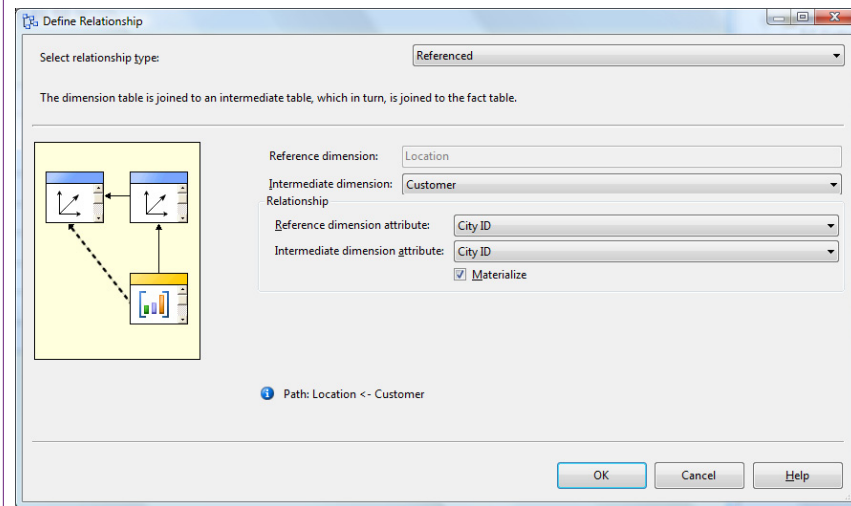 Define Relationship
Select relationship type: Referenced
The dimension table is joined to an intermediate table, which in turn, is joined to the fact table.
Reference dimension: Location
Intermediate dimension: Customer
Relationship
Reference dimension attribute: City ID
Intermediate dimension attribute: City ID
Materialize
Path: Location <- Customer
OK Cancel Help